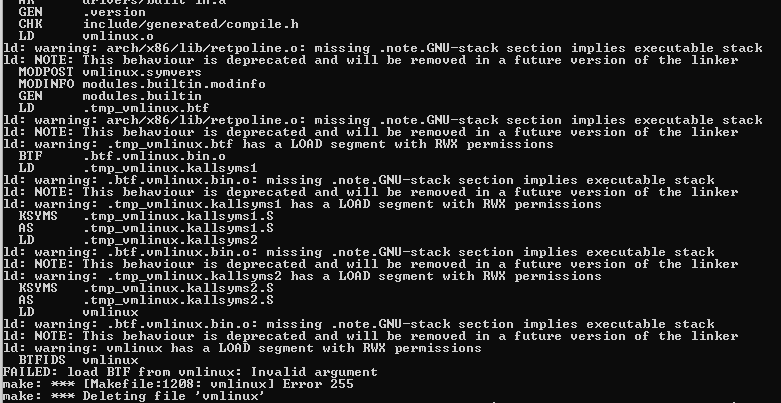 AR      drivers/built-in.a
GEN     .version
CHK     include/generated/compile.h
LD      vmlinux.o
ld: warning: arch/x86/lib/retpoline.o: missing .note.GNU-stack section implies executable stack
ld: NOTE: This behaviour is deprecated and will be removed in a future version of the linker
MODPOST vmlinux.symvers
MODINFO modules.builtin.modinfo
GEN     modules.builtin
LD      .tmp_vmlinux.btf
ld: warning: arch/x86/lib/retpoline.o: missing .note.GNU-stack section implies executable stack
ld: NOTE: This behaviour is deprecated and will be removed in a future version of the linker
ld: warning: .tmp_vmlinux.btf has a LOAD segment with RWX permissions
BTF     .btf.vmlinux.bin.o
LD      .tmp_vmlinux.kallsyms1
ld: warning: .btf.vmlinux.bin.o: missing .note.GNU-stack section implies executable stack
ld: NOTE: This behaviour is deprecated and will be removed in a future version of the linker
ld: warning: .tmp_vmlinux.kallsyms1 has a LOAD segment with RWX permissions
KSYMS   .tmp_vmlinux.kallsyms1.S
AS      .tmp_vmlinux.kallsyms1.S
LD      .tmp_vmlinux.kallsyms2
ld: warning: .btf.vmlinux.bin.o: missing .note.GNU-stack section implies executable stack
ld: NOTE: This behaviour is deprecated and will be removed in a future version of the linker
ld: warning: .tmp_vmlinux.kallsyms2 has a LOAD segment with RWX permissions
KSYMS   .tmp_vmlinux.kallsyms2.S
AS      .tmp_vmlinux.kallsyms2.S
LD      vmlinux
ld: warning: .btf.vmlinux.bin.o: missing .note.GNU-stack section implies executable stack
ld: NOTE: This behaviour is deprecated and will be removed in a future version of the linker
ld: warning: vmlinux has a LOAD segment with RWX permissions
BTFIDS  vmlinux
FAILED: load BTF from vmlinux: Invalid argument
make: *** [Makefile:1208: vmlinux] Error 255
make: *** Deleting file 'vmlinux'